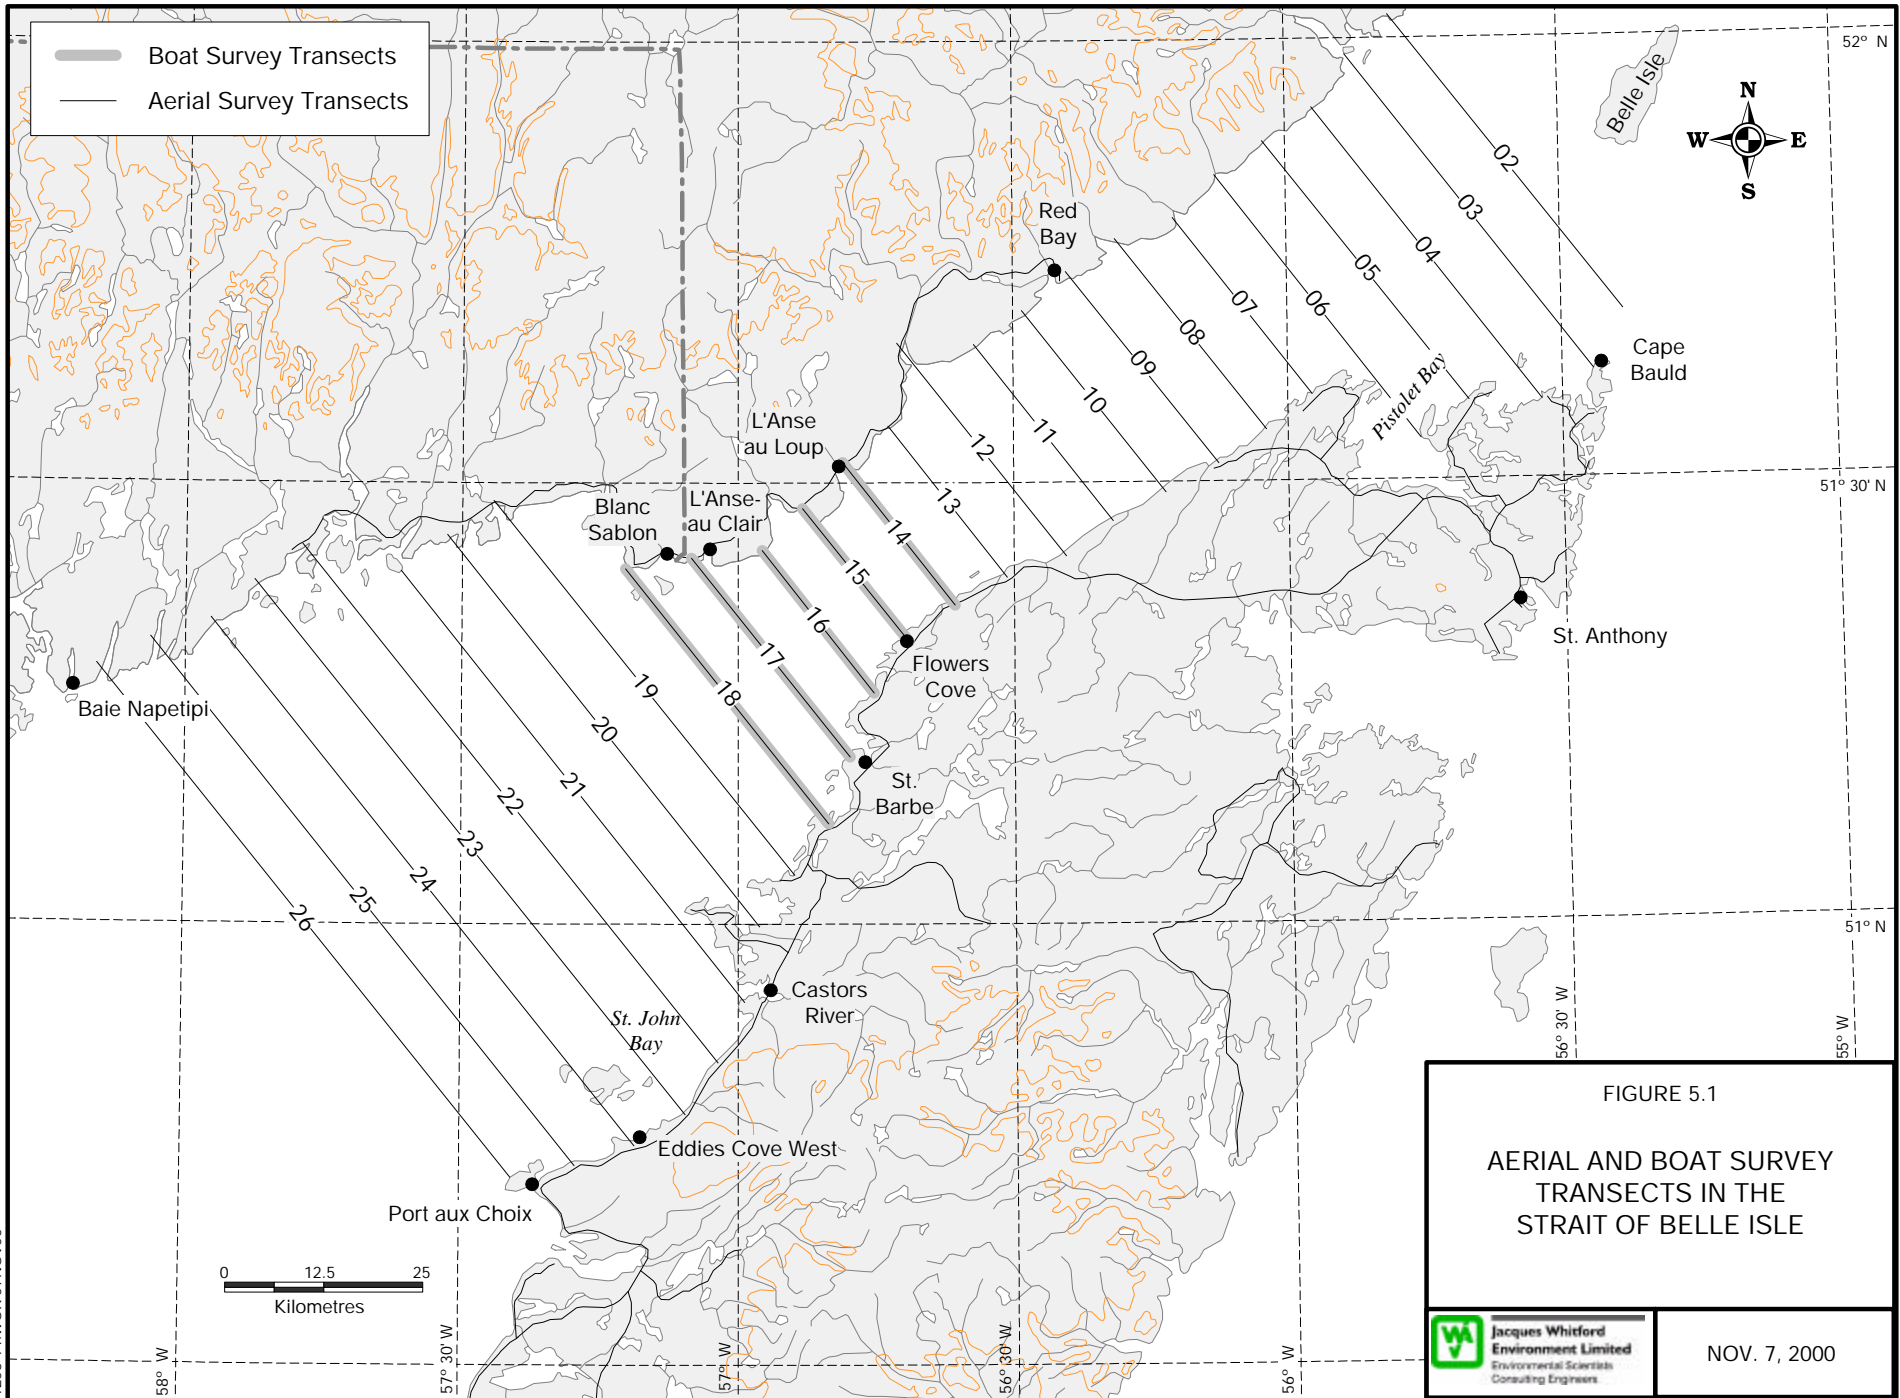 Boat Survey Transects
Aerial Survey Transects
52° N
Belle Isle
N
W E
S
02
03
04
05
06
07
08
09
10
11
12
13
14
15
16
17
18
19
20
21
22
23
24
25
26
Red
Bay
Cape
Bauld
Pistolet Bay
L'Anse
au Loup
51° 30' N
Blanc
Sablon
L'Anse-
au Clair
St. Anthony
Flowers
Cove
Baie Napetipi
St.
Barbe
51° N
Castors
River
St. John
Bay
Eddies Cove West
Port aux Choix
0 12.5 25
Kilometres
58° W
57° 30' W
57° W
56° 30' W
56° W
56° 30' W
55° W
FIGURE 5.1
AERIAL AND BOAT SURVEY
TRANSECTS IN THE
STRAIT OF BELLE ISLE
Jacques Whitford
Environment Limited
Environmental Scientists
Consulting Engineers
NOV. 7, 2000